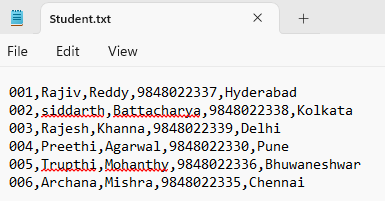 Student.txt
File Edit View
001,Rajiv,Reddy,9848022337,Hyderabad
002,siddarth,Battacharya,9848022338,Kolkata
003,Rajesh,Khanna,9848022339,Delhi
004,Preethi,Agarwal,9848022330,Pune
005,Trupthi,Mohanthy,9848022336,Bhuwaneshwar
006,Archana,Mishra,9848022335,Chennai